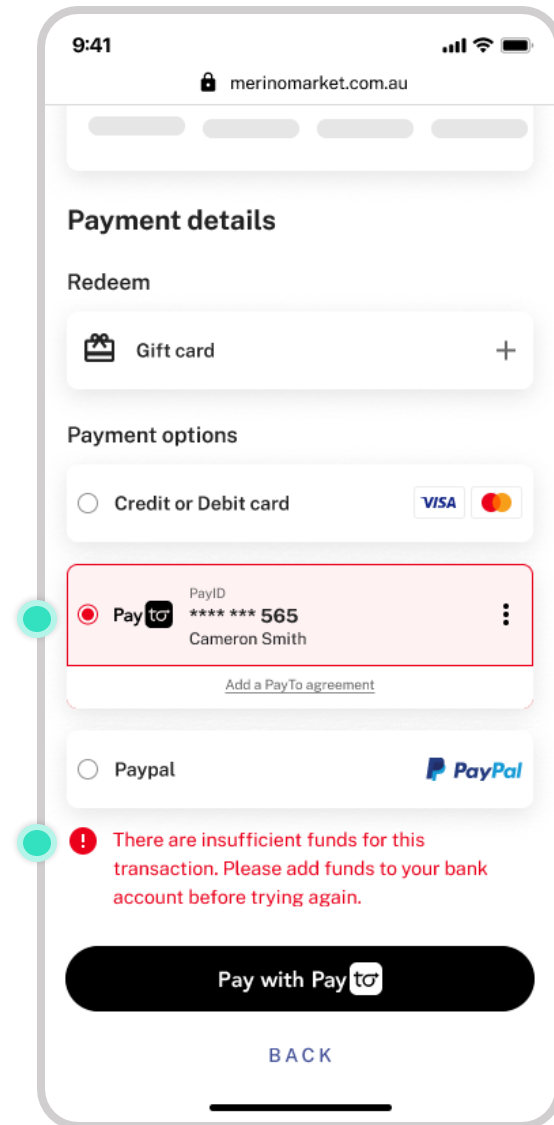 9:41
merinomarket.com.au
Payment details
Redeem
Gift card
Payment options
Credit or Debit card VISA
PayID
Pay to **** *** 565
Cameron Smith
Add a PayTo agreement
Paypal PayPal
! There are insufficient funds for this
transaction. Please add funds to your bank
account before trying again.
Pay with Pay to
BACK